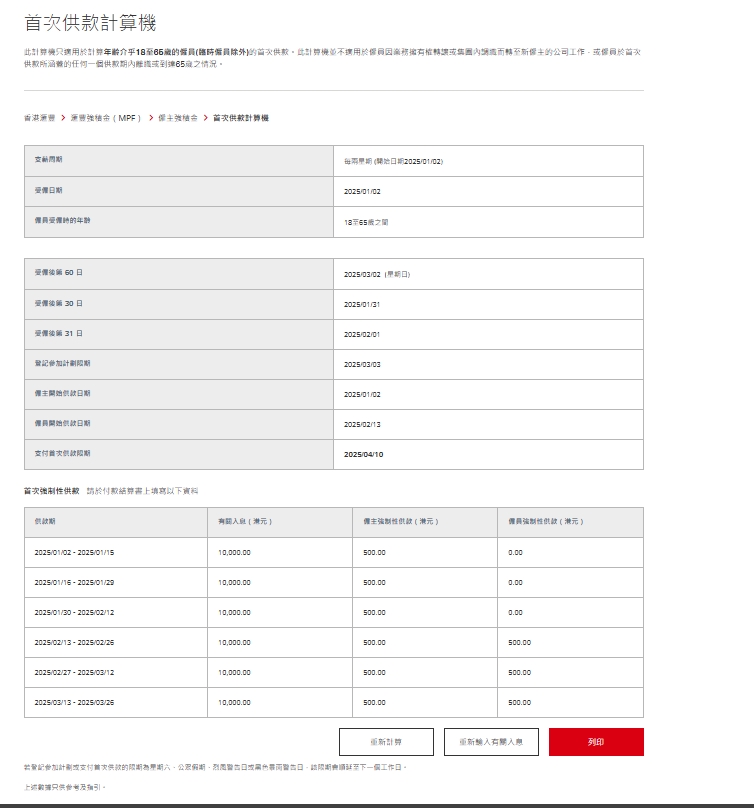 首次供款計算機
此計算機只適用於計算年齡介乎18至65歲的僱員(臨時僱員除外)的首次供款。此計算機並不適用於僱員因業務擁有權轉讓或集團內調職而轉至新僱主的公司工作，或僱員於首次
供款所涵蓋的任何一個供款期內離職或到達65歲之情況。
香港滙豐 > 滙豐強積金（MPF） > 僱主強積金 > 首次供款計算機
支薪周期 每兩星期 (開始日期2025/01/02)
受僱日期 2025/01/02
僱員受僱時的年齡 18至65歲之間
受僱後第 60 日 2025/03/02 (星期日)
受僱後第 30 日 2025/01/31
受僱後第 31 日 2025/02/01
登記參加計劃限期 2025/03/03
僱主開始供款日期 2025/01/02
僱員開始供款日期 2025/02/13
支付首次供款限期 2025/04/10
首次強制性供款 請於付款結算書上填寫以下資料
供款期 有關入息（港元） 僱主強制性供款（港元） 僱員強制性供款（港元）
2025/01/02 - 2025/01/15 10,000.00 500.00 0.00
2025/01/16 - 2025/01/29 10,000.00 500.00 0.00
2025/01/30 - 2025/02/12 10,000.00 500.00 0.00
2025/02/13 - 2025/02/26 10,000.00 500.00 500.00
2025/02/27 - 2025/03/12 10,000.00 500.00 500.00
2025/03/13 - 2025/03/26 10,000.00 500.00 500.00
重新計算 重新輸入有關入息 列印
若登記參加計劃或支付首次供款的限期為星期六、公眾假期、烈風警告日或黑色暴雨警告日，該限期會順延至下一個工作日。
上述數據只供參考及指引。